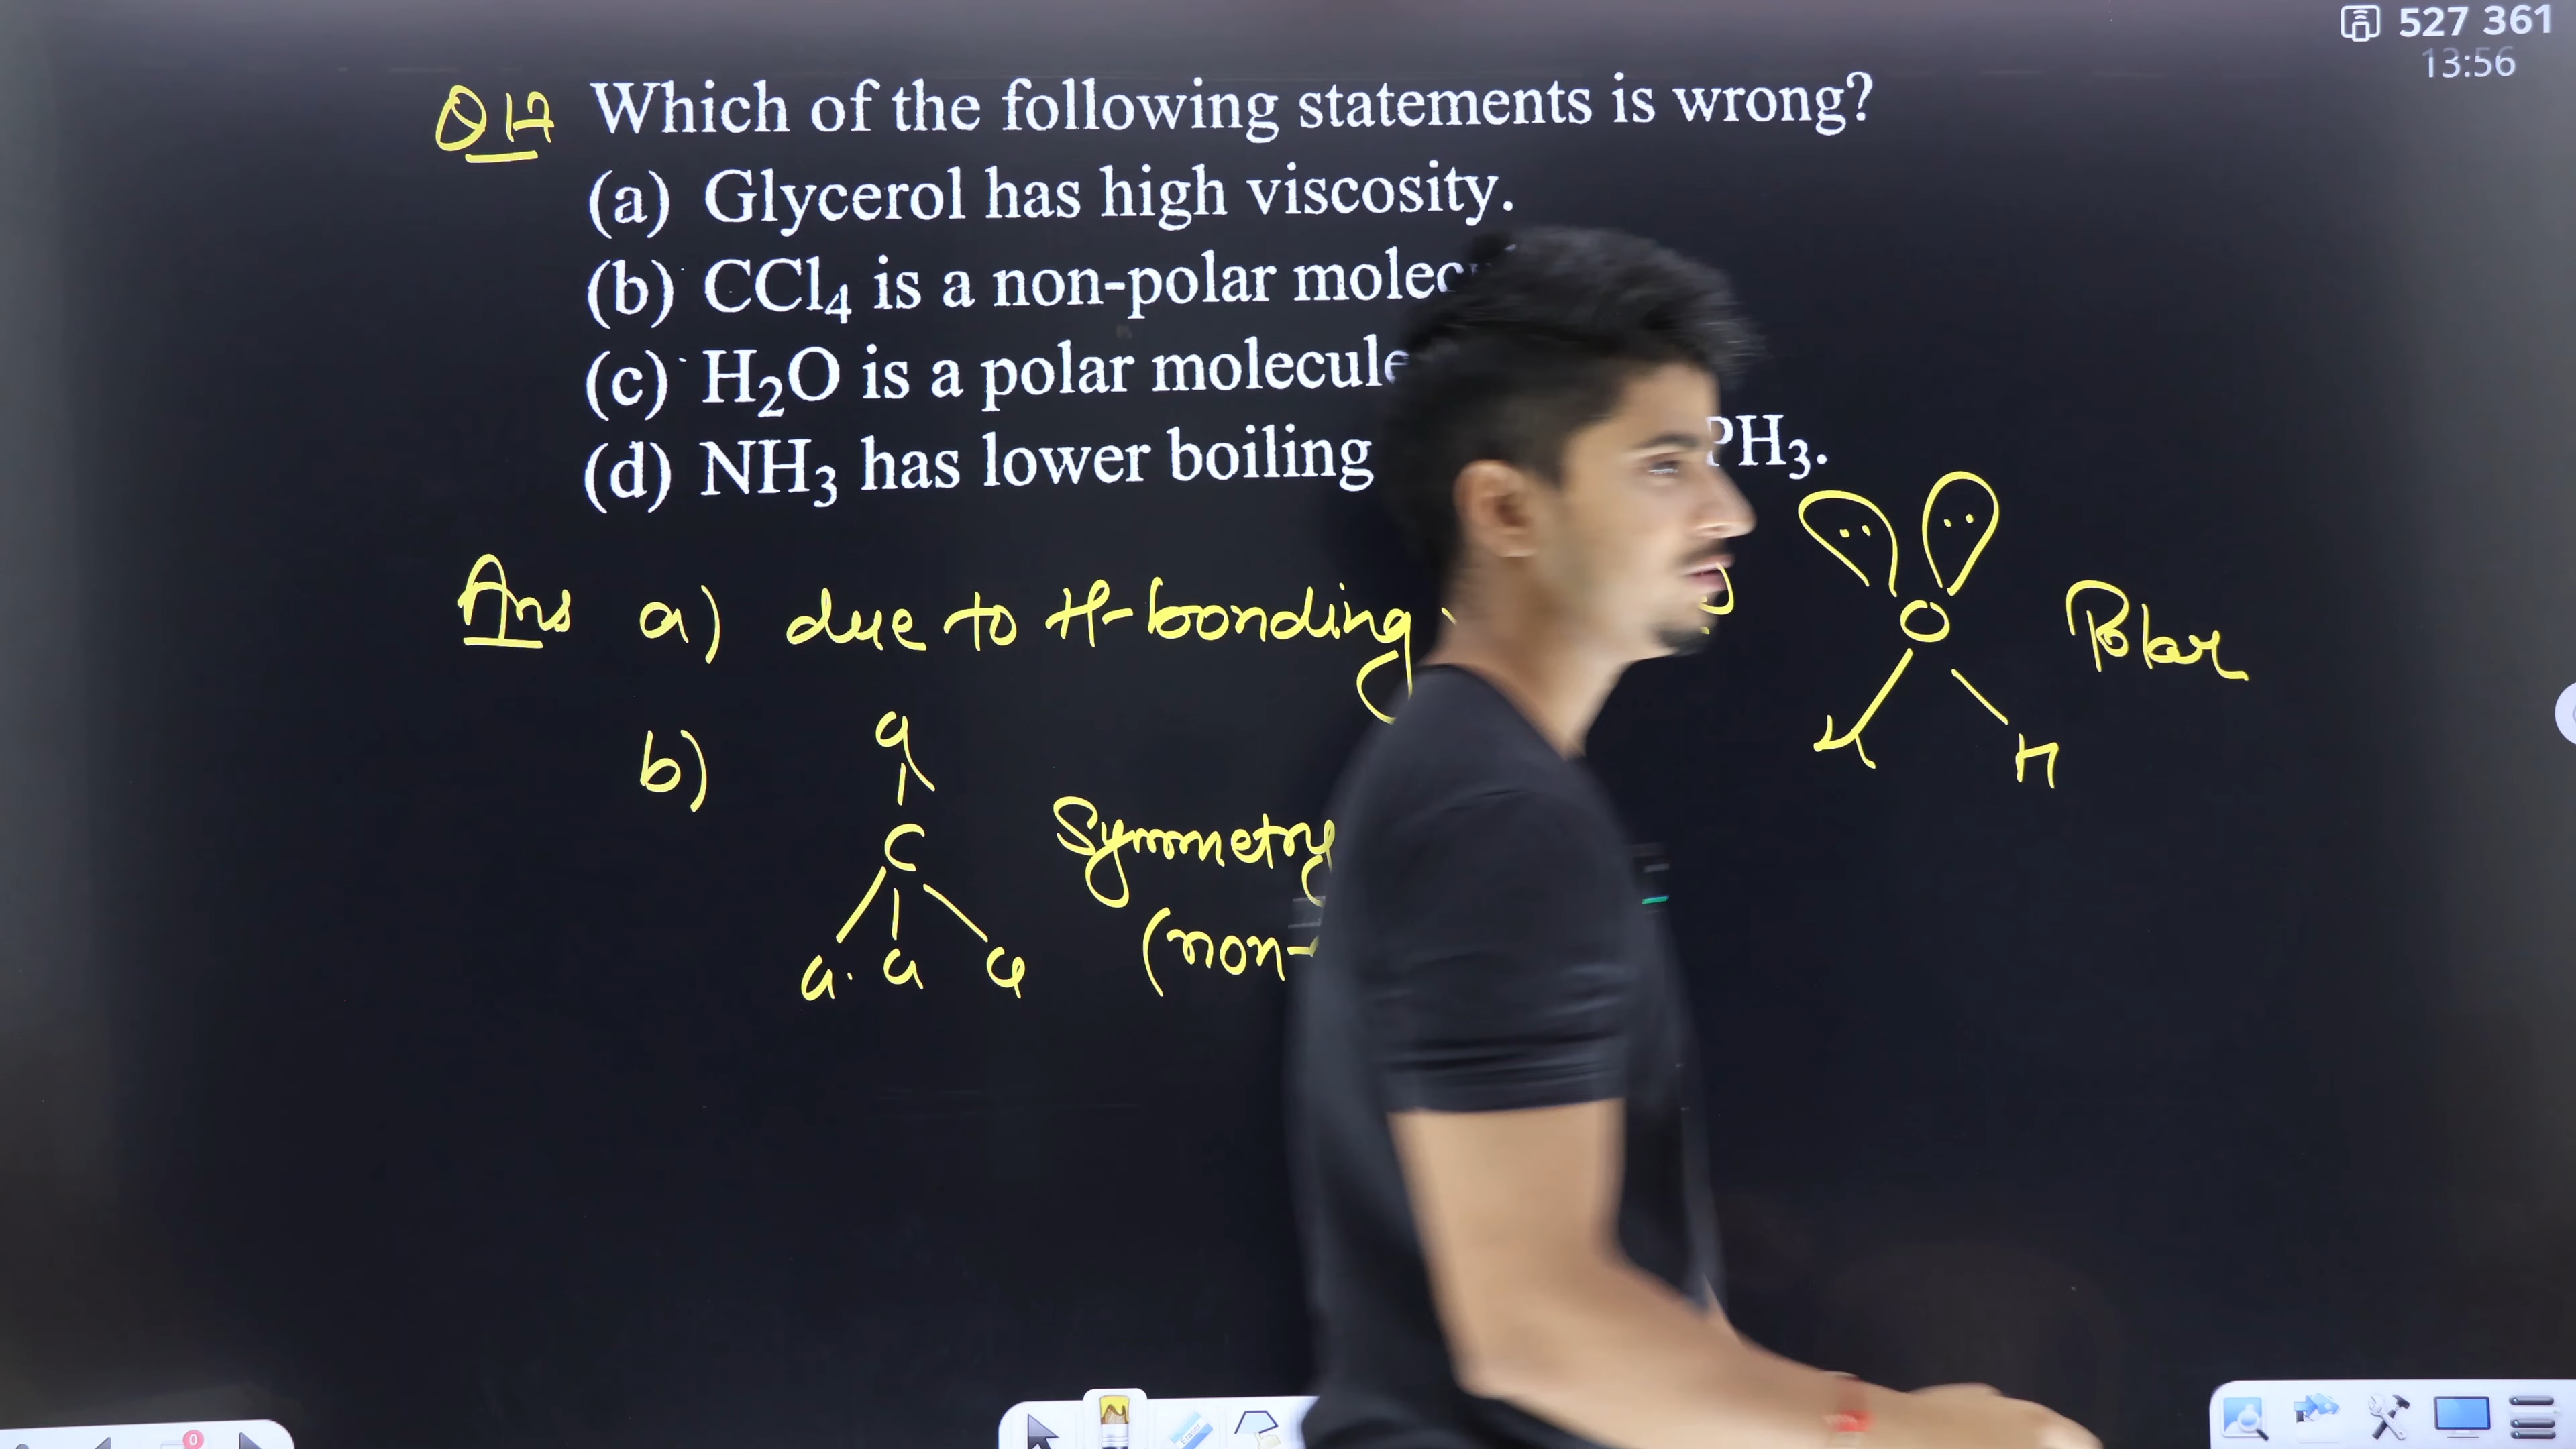 527 361
13:56
Q 17 Which of the following statements is wrong?
(a) Glycerol has high viscosity.
(b) CCl₄ is a non-polar
(c) H₂O is a polar molecule
(d) NH₃ has lower boiling PH₃.
Ans a) due to H-bonding
O
Polar
H H
b) Cl
C
Symmetry
Cl Cl Cl
(non-
0